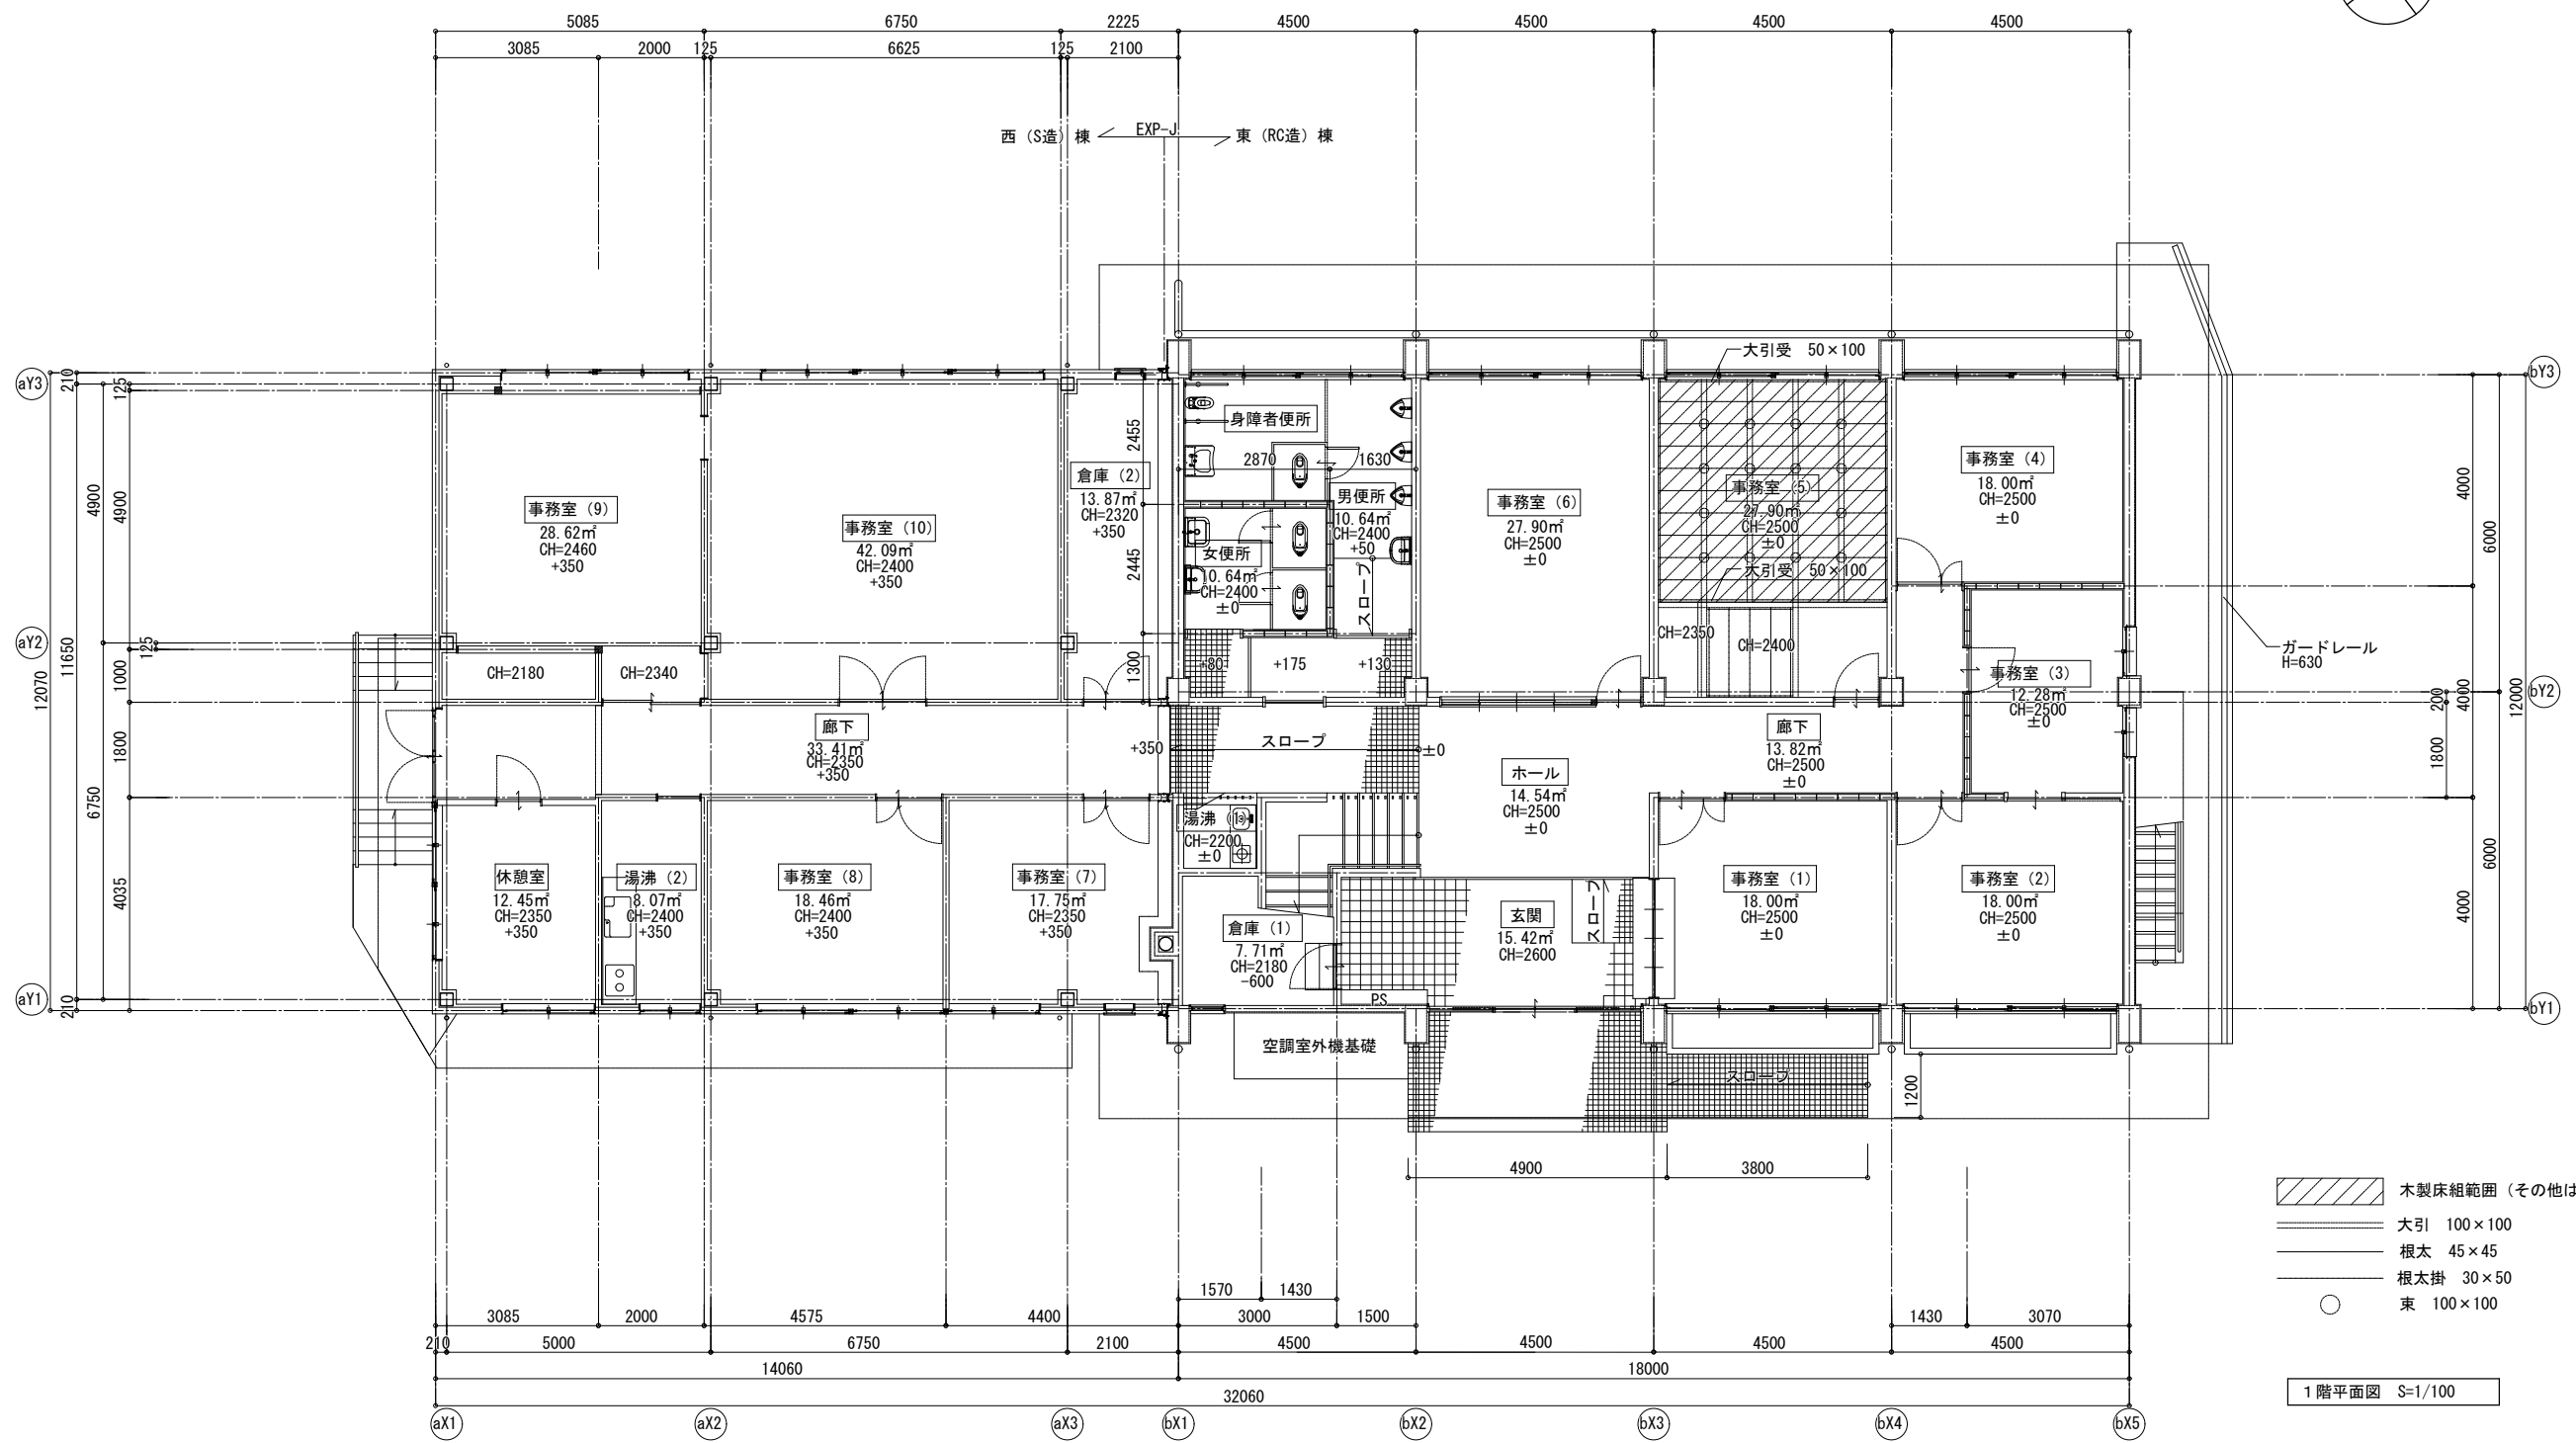 5085 6750 2225 4500 4500 4500 4500
3085 2000 125 6625 125 2100
西（S造）棟 EXP-J 東（RC造）棟
大引受 50×100
aY3
bY3
210
125
4900
4900
11650
12070
125
1000
1800
6750
4035
210
aY2
aY1
事務室（9）
28.62㎡
CH=2460
+350
事務室（10）
42.09㎡
CH=2400
+350
2455
倉庫（2）
13.87㎡
CH=2320
+350
2445
1300
身障者便所
2870 1630
男便所
10.64㎡
CH=2400
+50
女便所
10.64㎡
CH=2400
±0
スロープ
+80 +175 +130
事務室（6）
27.90㎡
CH=2500
±0
事務室（5）
27.90㎡
CH=2500
±0
大引受 50×100
CH=2350
CH=2400
事務室（4）
18.00㎡
CH=2500
±0
事務室（3）
12.28㎡
CH=2500
±0
ガードレール
H=630
4000
6000
200
4000
12000
1800
4000
6000
bY2
bY1
CH=2180 CH=2340
廊下
33.41㎡
CH=2350
+350
+350 スロープ ±0
ホール
14.54㎡
CH=2500
±0
廊下
13.82㎡
CH=2500
±0
休憩室
12.45㎡
CH=2350
+350
湯沸（2）
8.07㎡
CH=2400
+350
事務室（8）
18.46㎡
CH=2400
+350
事務室（7）
17.75㎡
CH=2350
+350
湯沸
CH=2200
±0
倉庫（1）
7.71㎡
CH=2180
-600
PS
玄関
15.42㎡
CH=2600
スロープ
事務室（1）
18.00㎡
CH=2500
±0
事務室（2）
18.00㎡
CH=2500
±0
空調室外機基礎
スロープ
1200
4900 3800
木製床組範囲（その他は
大引 100×100
根太 45×45
根太掛 30×50
束 100×100
1570 1430
3085 2000 4575 4400 3000 1500 1430 3070
210 5000 6750 2100 4500 4500 4500 4500
14060 18000
32060
1階平面図 S=1/100
aX1 aX2 aX3 bX1 bX2 bX3 bX4 bX5